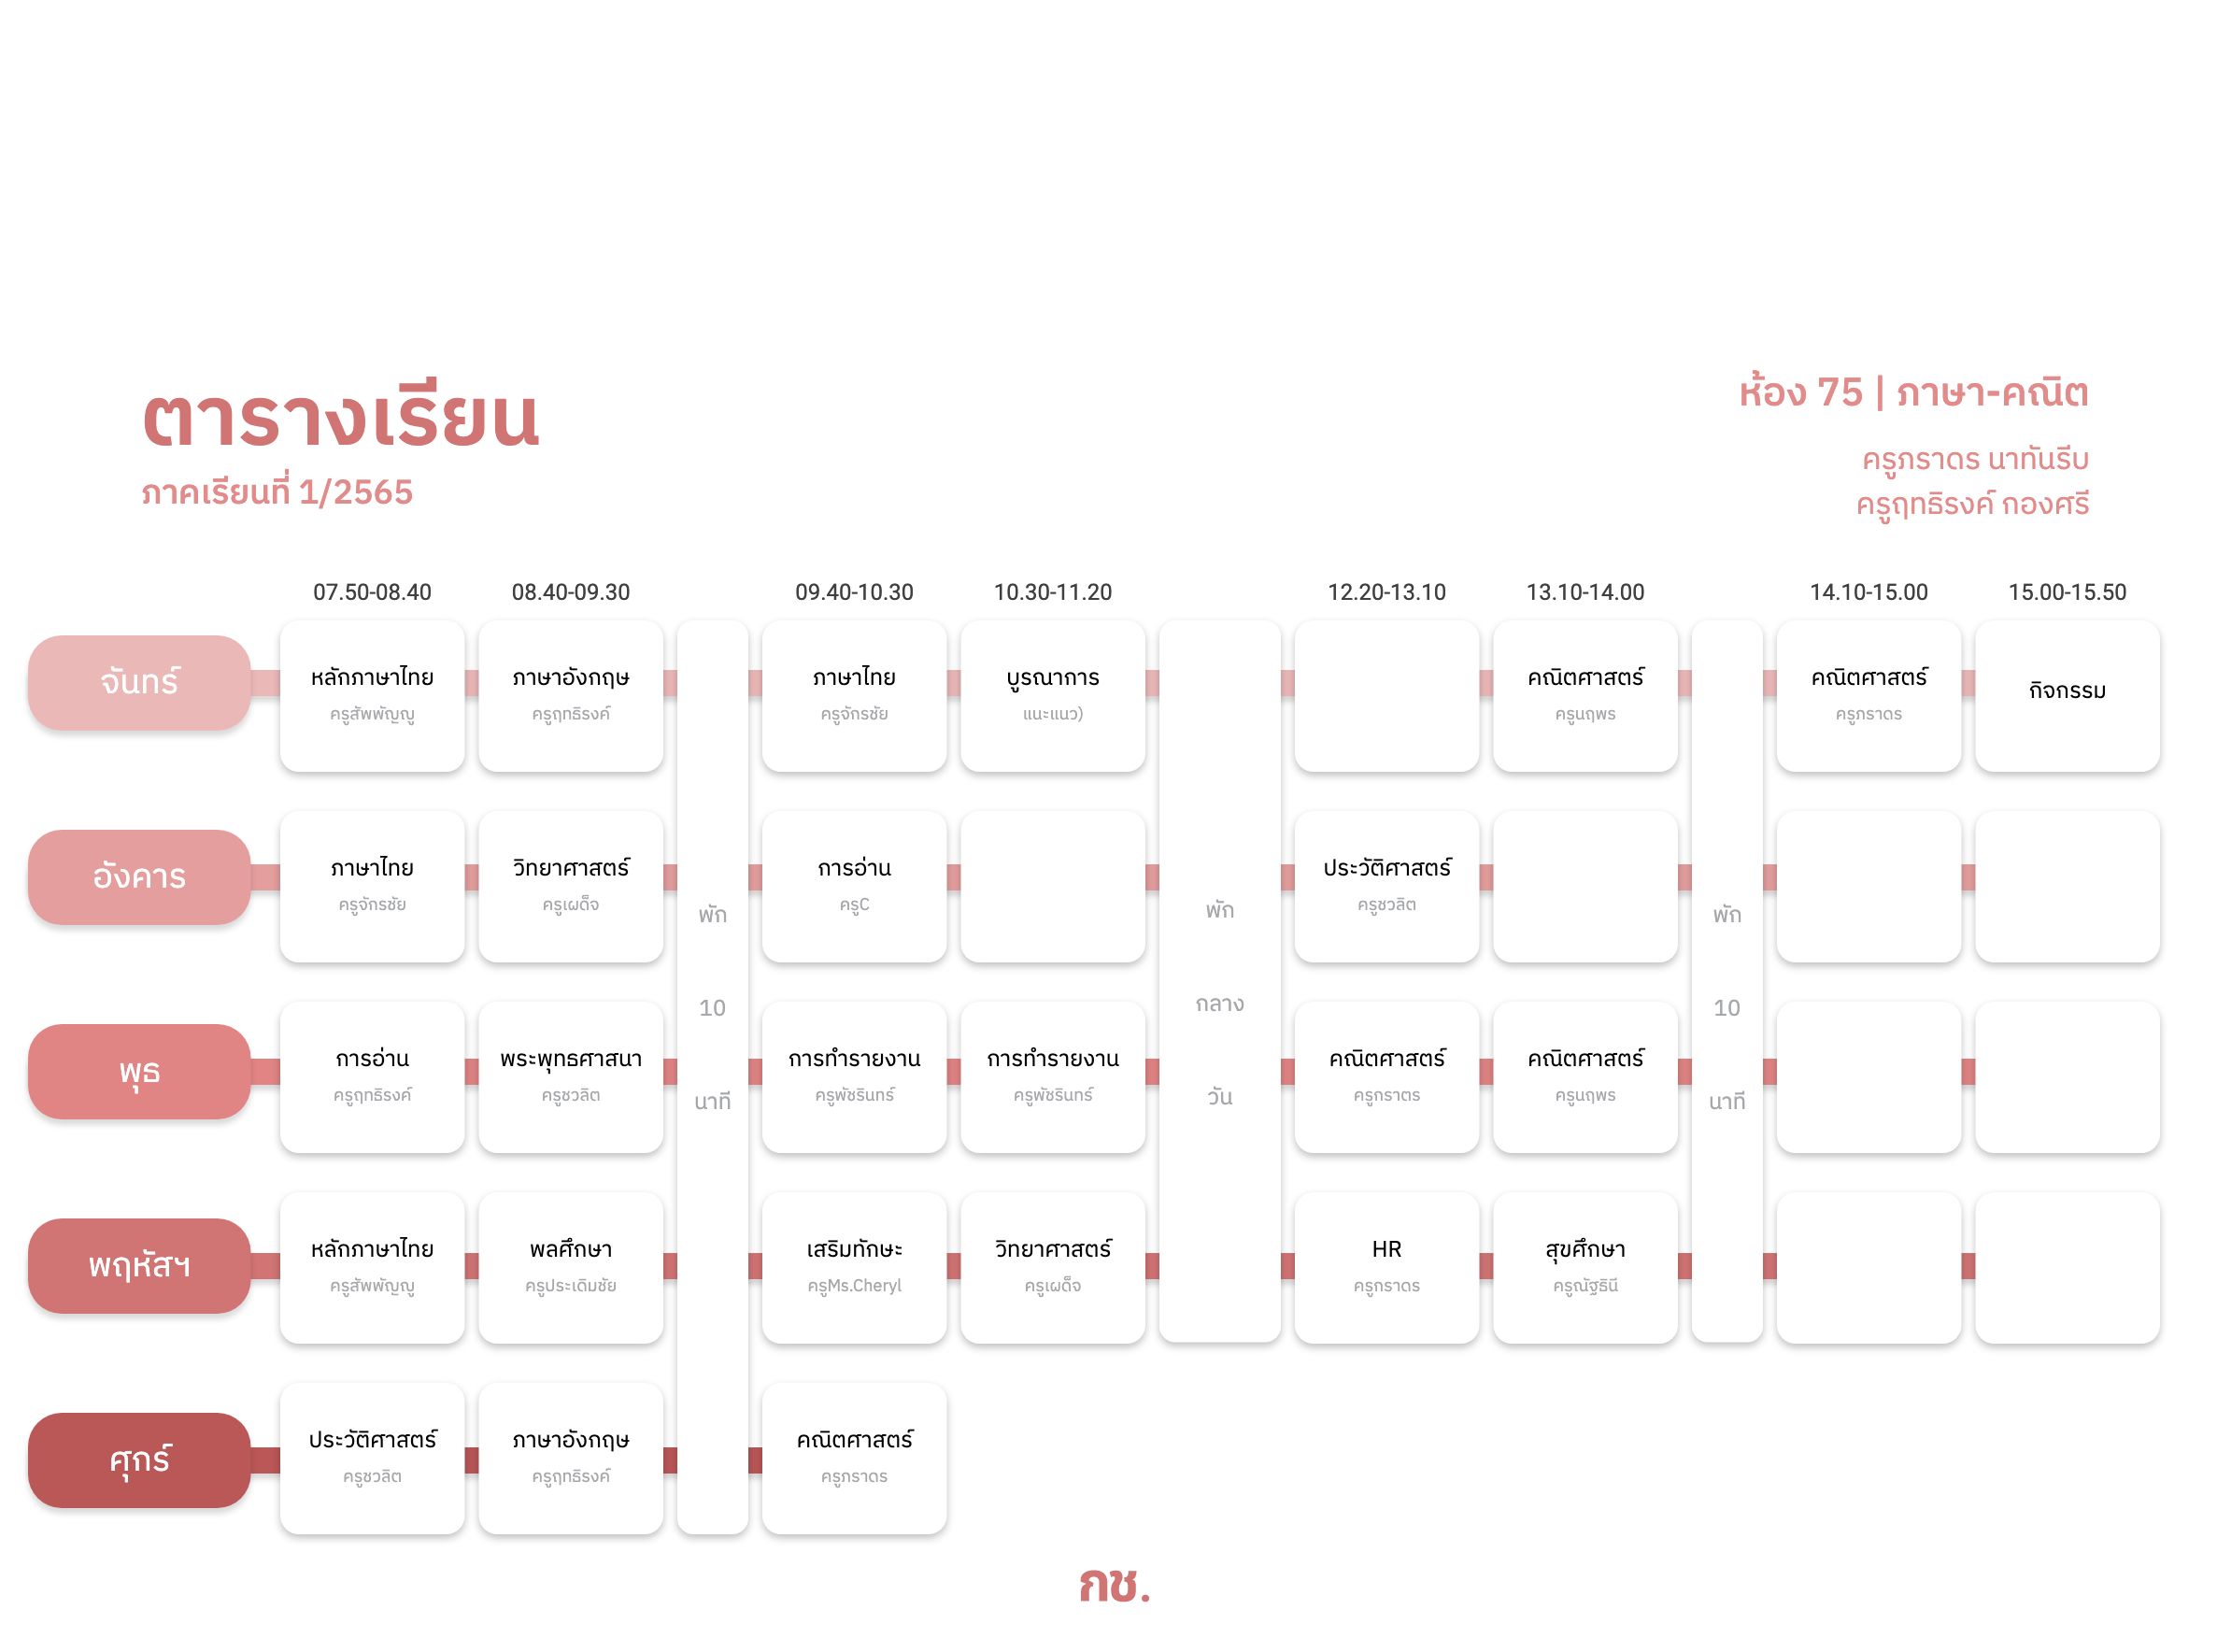 ตารางเรียน
ภาคเรียนที่ 1/2565
ห้อง 75 | ภาษา-คณิต
ครูภราดร นาทันรีบ
ครูฤทธิรงค์ กองศรี
07.50-08.40 08.40-09.30 09.40-10.30 10.30-11.20 12.20-13.10 13.10-14.00 14.10-15.00 15.00-15.50
จันทร์
หลักภาษาไทย ภาษาอังกฤษ ภาษาไทย บูรณาการ คณิตศาสตร์ คณิตศาสตร์ กิจกรรม
ครูสัพพัญญู ครูฤทธิรงค์ ครูจักรชัย แนะแนว) ครูนฤพร ครูภราดร
อังคาร
ภาษาไทย วิทยาศาสตร์ การอ่าน ประวัติศาสตร์
ครูจักรชัย ครูเผด็จ ครูC ครูชวลิต
พัก
10
นาที
พัก
กลาง
วัน
พัก
10
นาที
พุธ
การอ่าน พระพุทธศาสนา การทำรายงาน การทำรายงาน คณิตศาสตร์ คณิตศาสตร์
ครูฤทธิรงค์ ครูชวลิต ครูพัชรินทร์ ครูพัชรินทร์ ครูกราตร ครูนฤพร
พฤหัสฯ
หลักภาษาไทย พลศึกษา เสริมทักษะ วิทยาศาสตร์ HR สุขศึกษา
ครูสัพพัญญู ครูประเดิมชัย ครูMs.Cheryl ครูเผด็จ ครูกราดร ครูณัฐธินี
ศุกร์
ประวัติศาสตร์ ภาษาอังกฤษ คณิตศาสตร์
ครูชวลิต ครูฤทธิรงค์ ครูภราดร
กช.